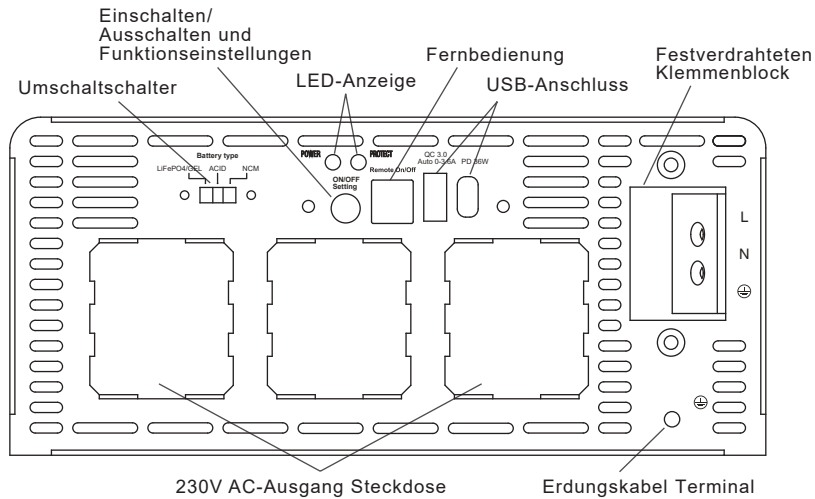 Einschalten/
Ausschalten und
Funktionseinstellungen
Fernbedienung
Festverdrahteten
Klemmenblock
Umschaltschalter
LED-Anzeige
USB-Anschluss
Battery type
LiFePO4/GEL ACID NCM
POWER
PROTECT
ON/OFF
Setting
Remote On/Off
QC 3.0
Auto 0-3.6A
PD 36W
L
N
230V AC-Ausgang Steckdose
Erdungskabel Terminal